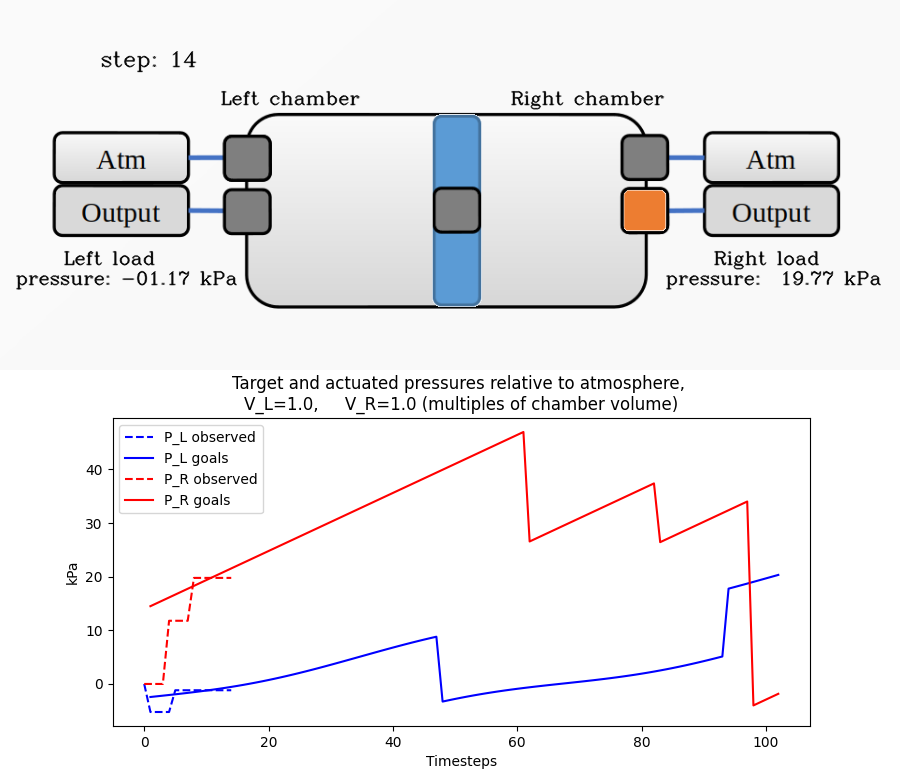 step: 14
Left chamber
Right chamber
Atm
Atm
Output
Output
Left load
pressure: -01.17 kPa
Right load
pressure: 19.77 kPa
Target and actuated pressures relative to atmosphere,
V_L=1.0, V_R=1.0 (multiples of chamber volume)
P_L observed
P_L goals
P_R observed
P_R goals
kPa
40
30
20
10
0
0 20 40 60 80 100
Timesteps